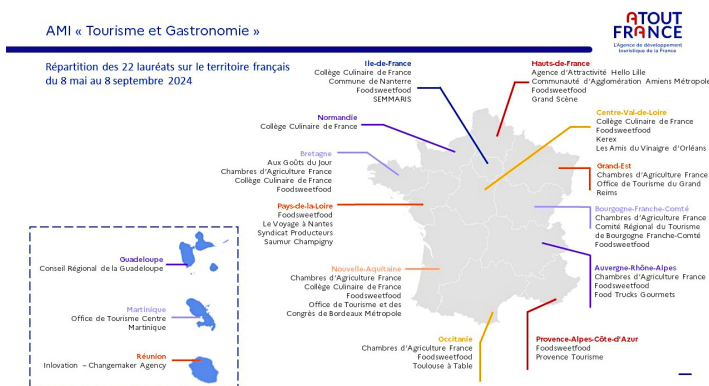 AMI « Tourisme et Gastronomie »
ATOUT
FRANCE
L'Agence de développement
touristique de la France
Répartition des 22 lauréats sur le territoire français
du 8 mai au 8 septembre 2024
Ile-de-France
Collège Culinaire de France
Commune de Nanterre
Foodsweetfood
SEMMARIS
Hauts-de-France
Agence d'Attractivité Hello Lille
Communauté d'Agglomération Amiens Métropole
Foodsweetfood
Grand Scène
Normandie
Collège Culinaire de France
Centre-Val-de-Loire
Collège Culinaire de France
Foodsweetfood
Kerex
Les Amis du Vinaigre d'Orléans
Bretagne
Aux Goûts du Jour
Chambres d'Agriculture France
Collège Culinaire de France
Foodsweetfood
Grand-Est
Chambres d'Agriculture France
Office de Tourisme du Grand
Reims
Pays-de-la-Loire
Foodsweetfood
Le Voyage à Nantes
Syndicat Producteurs
Saumur Champigny
Bourgogne-Franche-Comté
Chambres d'Agriculture France
Comité Régional du Tourisme
de Bourgogne Franche-Comté
Foodsweetfood
Guadeloupe
Conseil Régional de la Guadeloupe
Nouvelle-Aquitaine
Chambres d'Agriculture France
Collège Culinaire de France
Foodsweetfood
Office de Tourisme et des
Congrès de Bordeaux Métropole
Auvergne-Rhône-Alpes
Chambres d'Agriculture France
Foodsweetfood
Food Trucks Gourmets
Martinique
Office de Tourisme Centre
Martinique
Occitanie
Chambres d'Agriculture France
Foodsweetfood
Toulouse à Table
Provence-Alpes-Côte-d'Azur
Foodsweetfood
Provence Tourisme
Réunion
Inlovation – Changemaker Agency